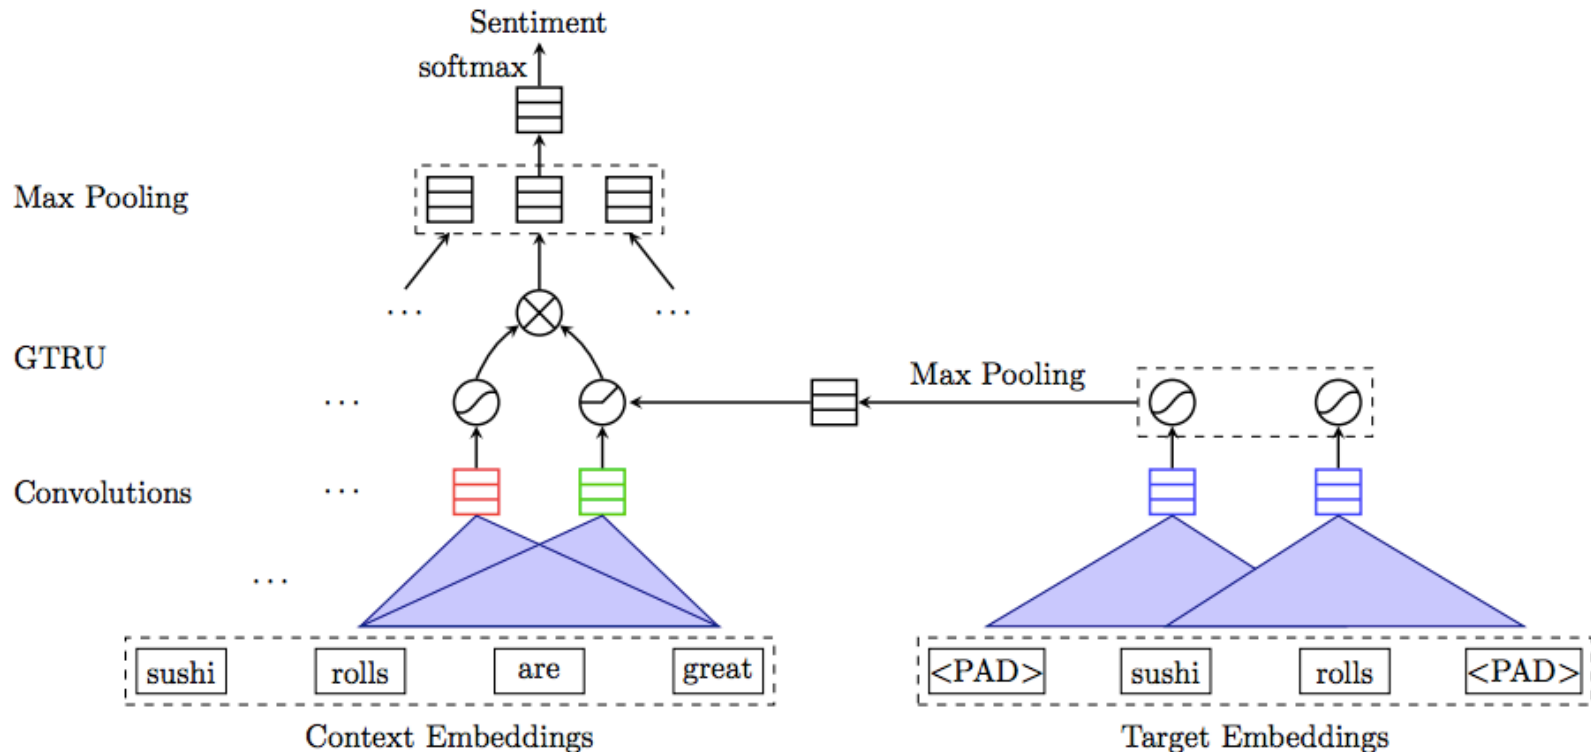 Sentiment
softmax
Max Pooling
. . .
. . .
GTRU
Max Pooling
. . .
Convolutions
. . .
. . .
sushi rolls are great
<PAD> sushi rolls <PAD>
Context Embeddings
Target Embeddings